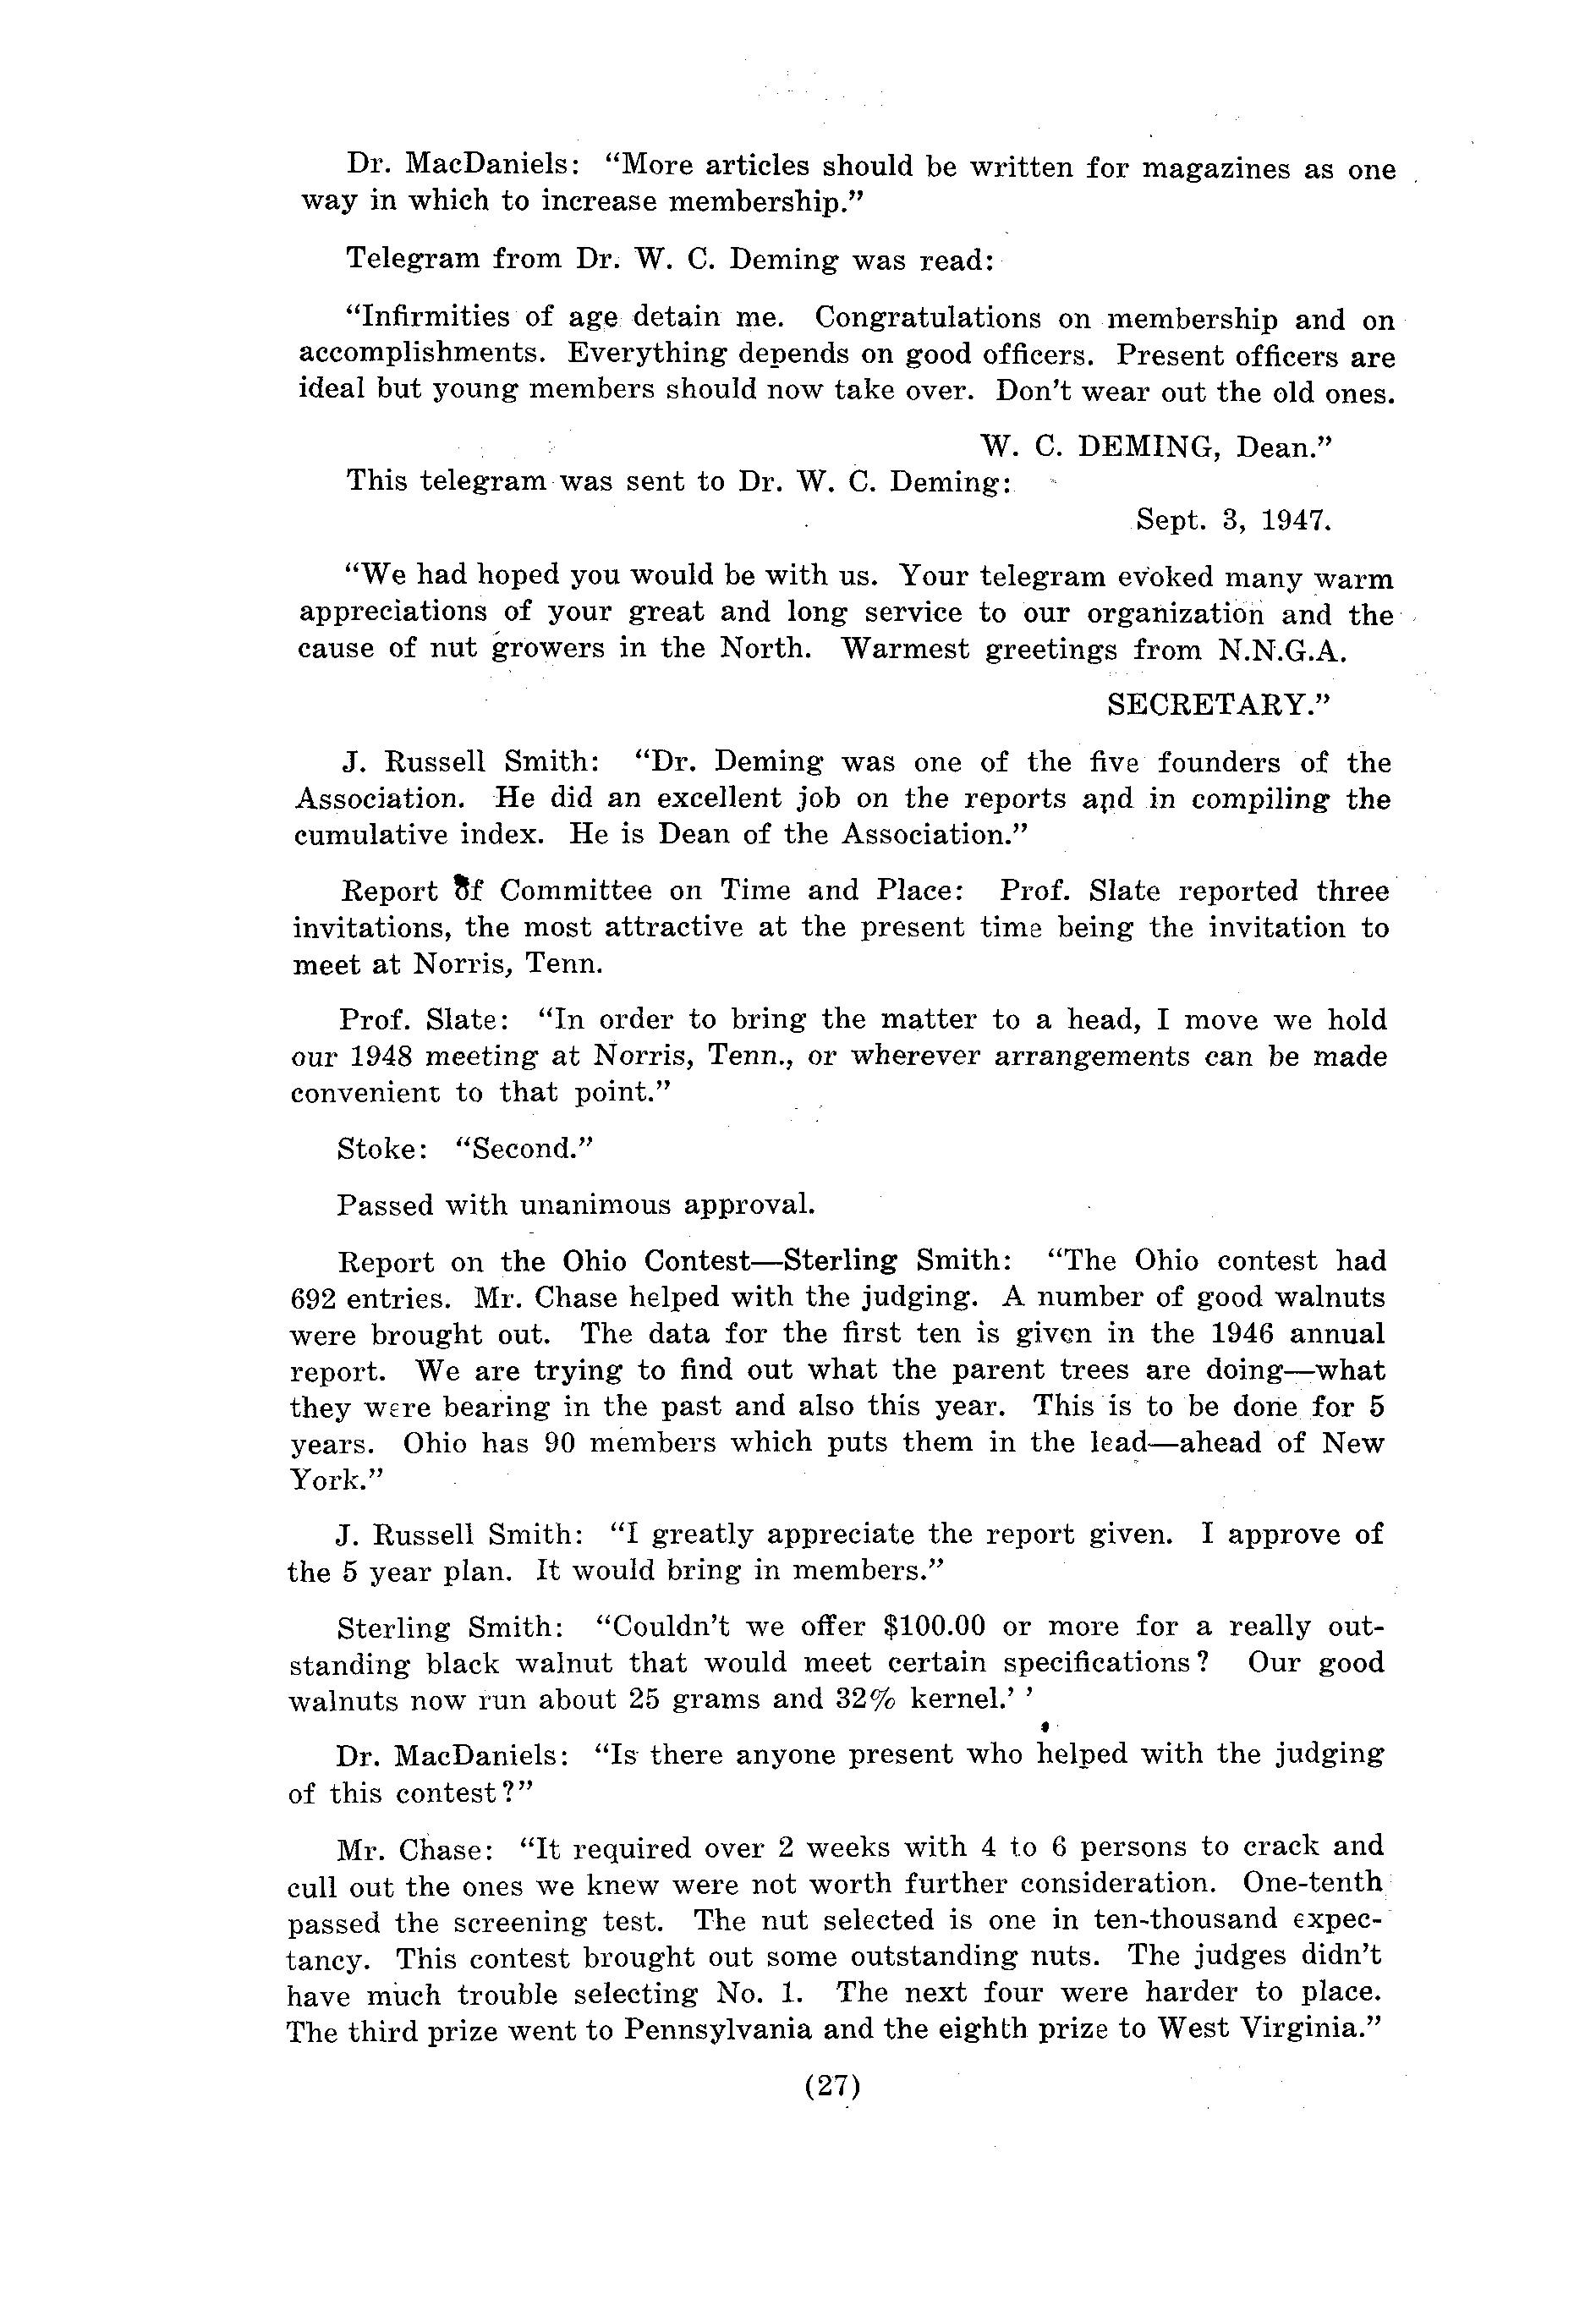 Dr. MacDaniels: “More articles should be written for magazines as one
way in which to increase membership.”
Telegram from Dr. W. C. Deming was read:
“Infirmities of age detain me. Congratulations on membership and on
accomplishments. Everything depends on good officers. Present officers are
ideal but young members should now take over. Don't wear out the old ones.
W. C. DEMING, Dean.”
This telegram was sent to Dr. W. C. Deming:
Sept. 3, 1947.
“We had hoped you would be with us. Your telegram evoked many warm
appreciations of your great and long service to our organization and the
cause of nut growers in the North. Warmest greetings from N.N.G.A.
SECRETARY.”
J. Russell Smith: “Dr. Deming was one of the five founders of the
Association. He did an excellent job on the reports and in compiling the
cumulative index. He is Dean of the Association.”
Report of Committee on Time and Place: Prof. Slate reported three
invitations, the most attractive at the present time being the invitation to
meet at Norris, Tenn.
Prof. Slate: “In order to bring the matter to a head, I move we hold
our 1948 meeting at Norris, Tenn., or wherever arrangements can be made
convenient to that point.”
Stoke: “Second.”
Passed with unanimous approval.
Report on the Ohio Contest—Sterling Smith: “The Ohio contest had
692 entries. Mr. Chase helped with the judging. A number of good walnuts
were brought out. The data for the first ten is given in the 1946 annual
report. We are trying to find out what the parent trees are doing—what
they were bearing in the past and also this year. This is to be done for 5
years. Ohio has 90 members which puts them in the lead—ahead of New
York.”
J. Russell Smith: “I greatly appreciate the report given. I approve of
the 5 year plan. It would bring in members.”
Sterling Smith: “Couldn't we offer $100.00 or more for a really out-
standing black walnut that would meet certain specifications? Our good
walnuts now run about 25 grams and 32% kernel.’ ’
Dr. MacDaniels: “Is there anyone present who helped with the judging
of this contest?”
Mr. Chase: “It required over 2 weeks with 4 to 6 persons to crack and
cull out the ones we knew were not worth further consideration. One-tenth
passed the screening test. The nut selected is one in ten-thousand expec-
tancy. This contest brought out some outstanding nuts. The judges didn't
have much trouble selecting No. 1. The next four were harder to place.
The third prize went to Pennsylvania and the eighth prize to West Virginia.”
(27)